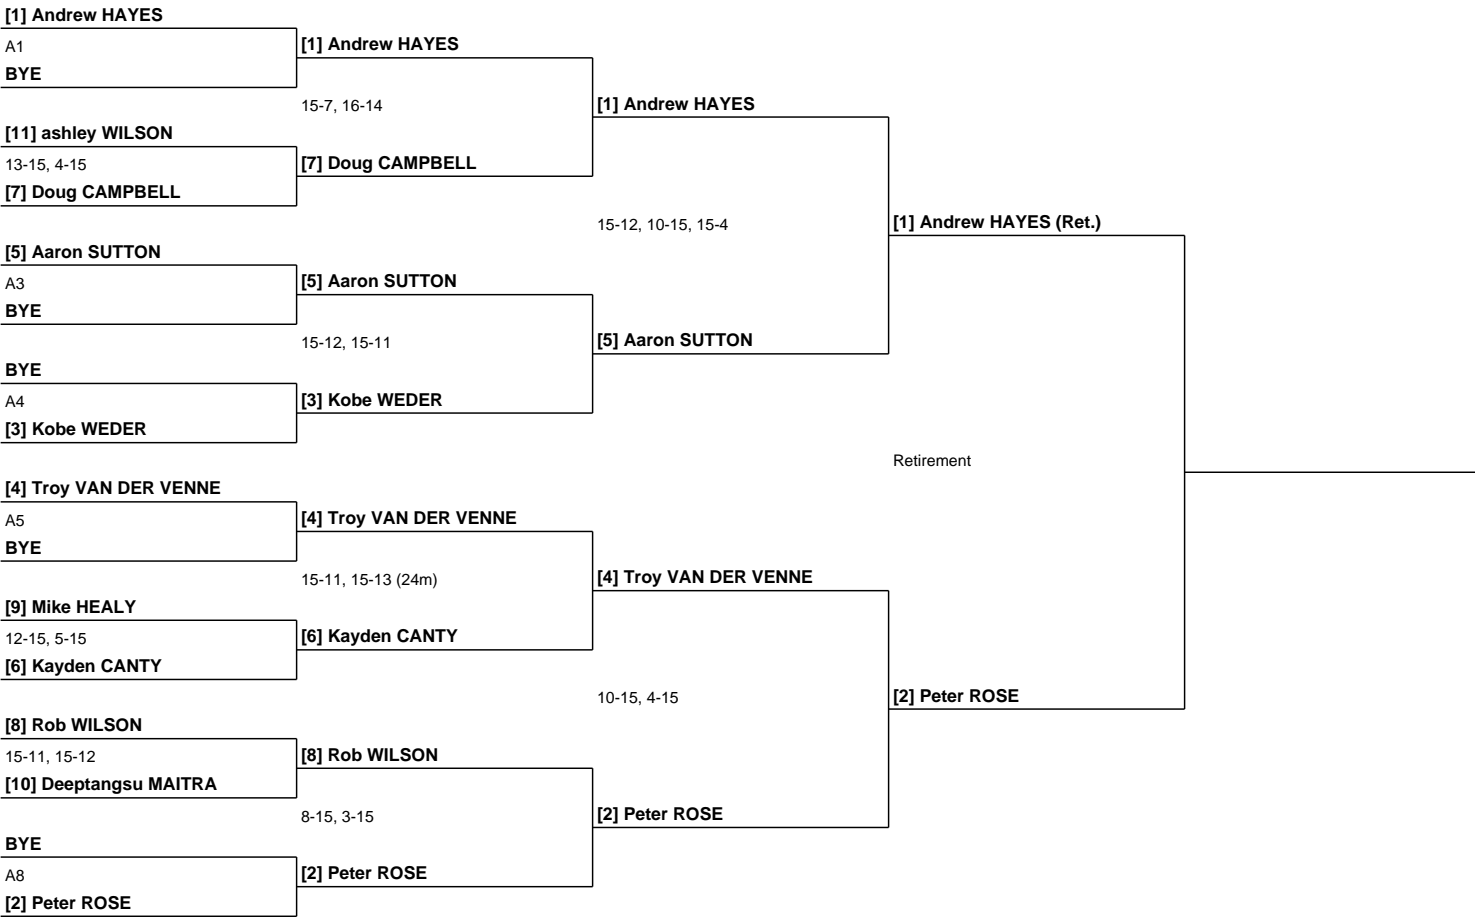 [1] Andrew HAYES
A1
BYE
[11] ashley WILSON
13-15, 4-15
[7] Doug CAMPBELL
[5] Aaron SUTTON
A3
BYE
BYE
A4
[3] Kobe WEDER
[4] Troy VAN DER VENNE
A5
BYE
[9] Mike HEALY
12-15, 5-15
[6] Kayden CANTY
[8] Rob WILSON
15-11, 15-12
[10] Deeptangsu MAITRA
BYE
A8
[2] Peter ROSE
[1] Andrew HAYES
15-7, 16-14
[7] Doug CAMPBELL
[5] Aaron SUTTON
15-12, 15-11
[3] Kobe WEDER
[4] Troy VAN DER VENNE
15-11, 15-13 (24m)
[6] Kayden CANTY
[8] Rob WILSON
8-15, 3-15
[2] Peter ROSE
[1] Andrew HAYES
15-12, 10-15, 15-4
[5] Aaron SUTTON
[4] Troy VAN DER VENNE
10-15, 4-15
[2] Peter ROSE
[1] Andrew HAYES (Ret.)
Retirement
[2] Peter ROSE